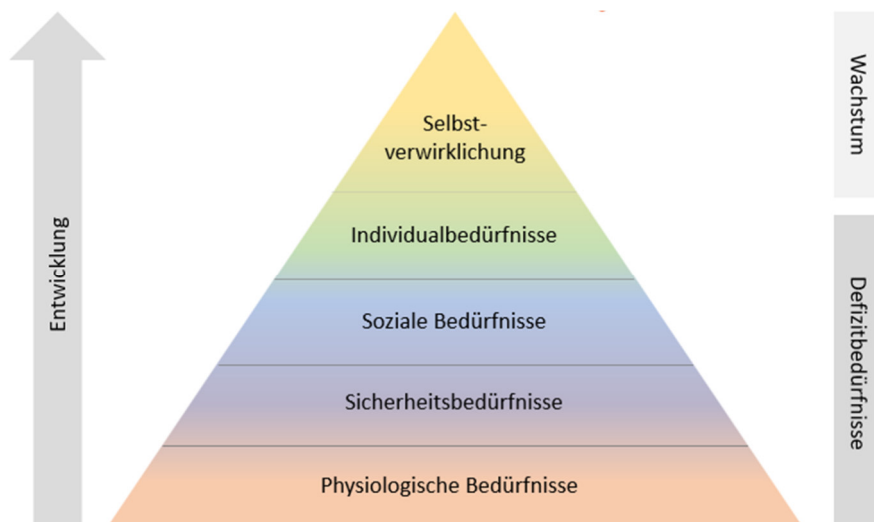 Entwicklung
Selbst-
verwirklichung
Individualbedürfnisse
Soziale Bedürfnisse
Sicherheitsbedürfnisse
Physiologische Bedürfnisse
Wachstum
Defizitbedürfnisse